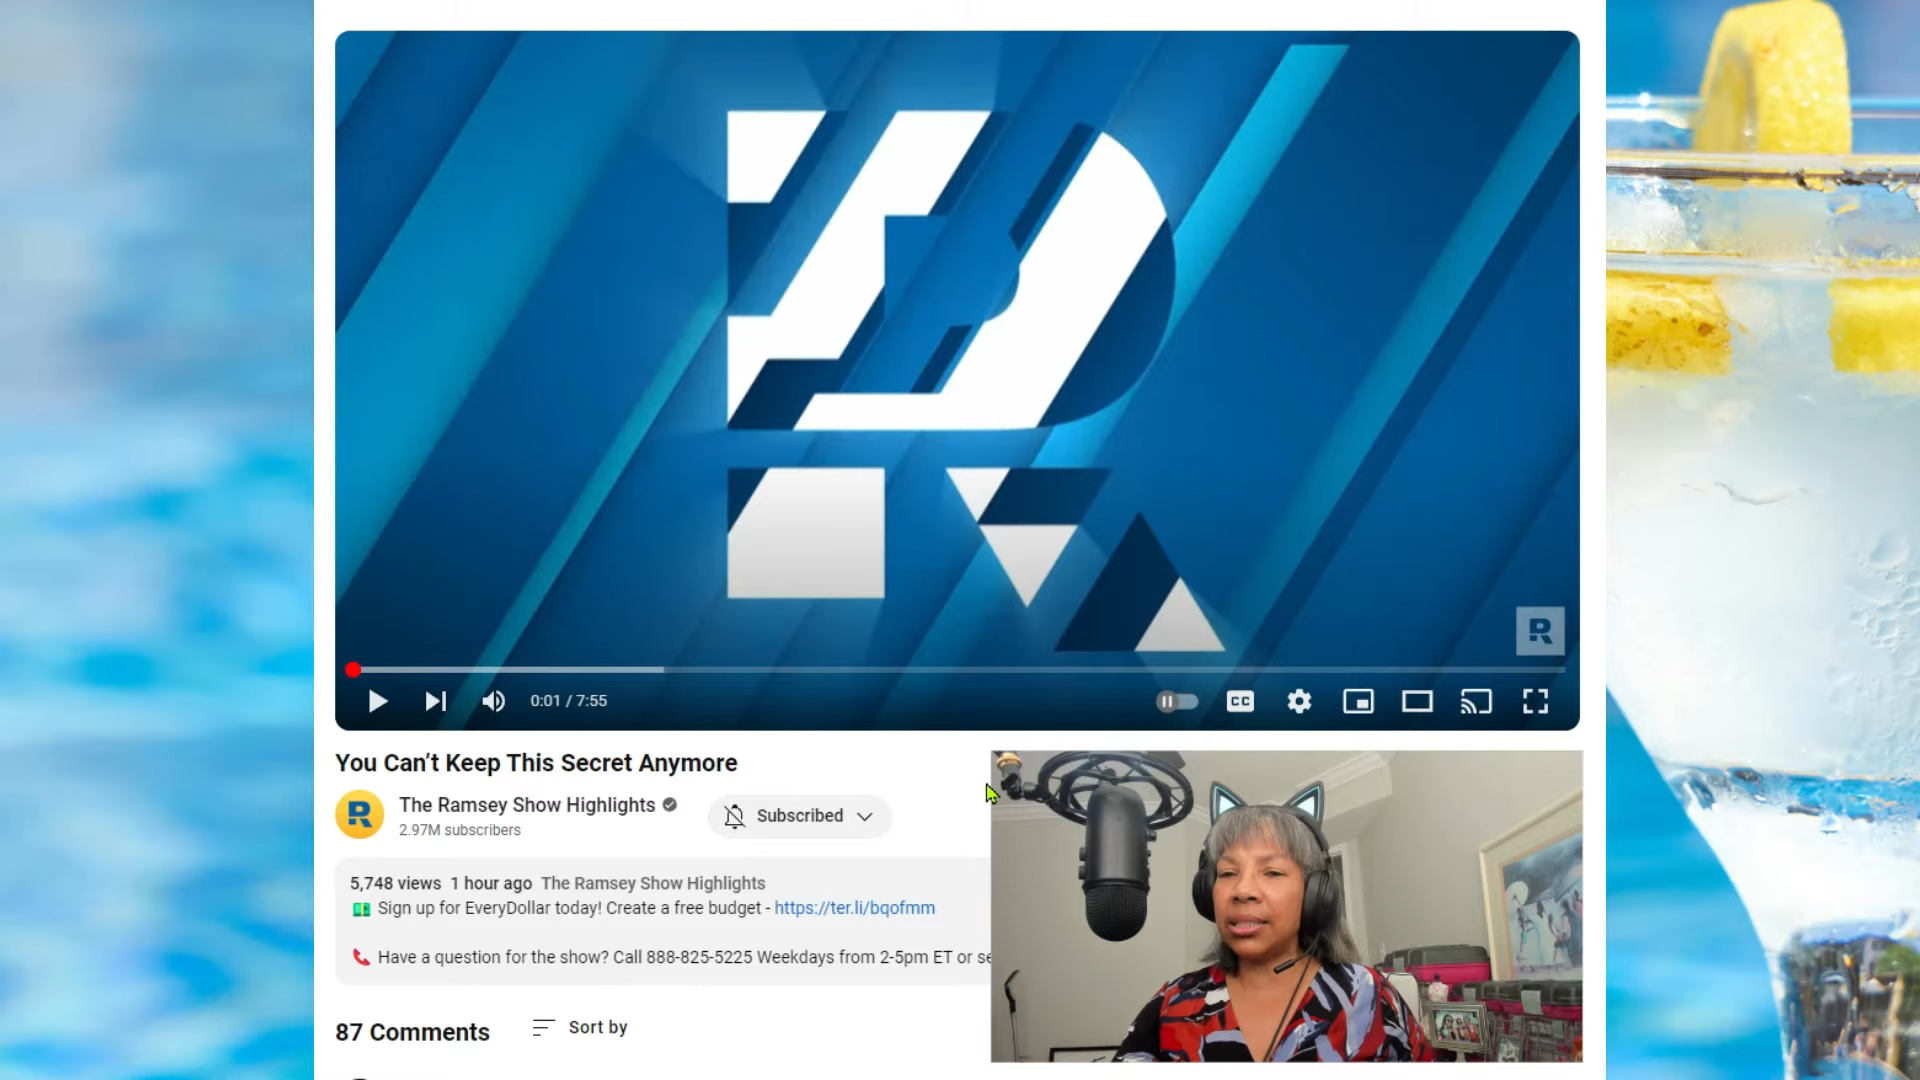 R
CC
0:01 / 7:55
You Can't Keep This Secret Anymore
R
The Ramsey Show Highlights
2.97M subscribers
Subscribed
5,748 views 1 hour ago The Ramsey Show Highlights
Sign up for EveryDollar today! Create a free budget - https://ter.li/bqofmm
Have a question for the show? Call 888-825-5225 Weekdays from 2-5pm ET or se
87 Comments
Sort by